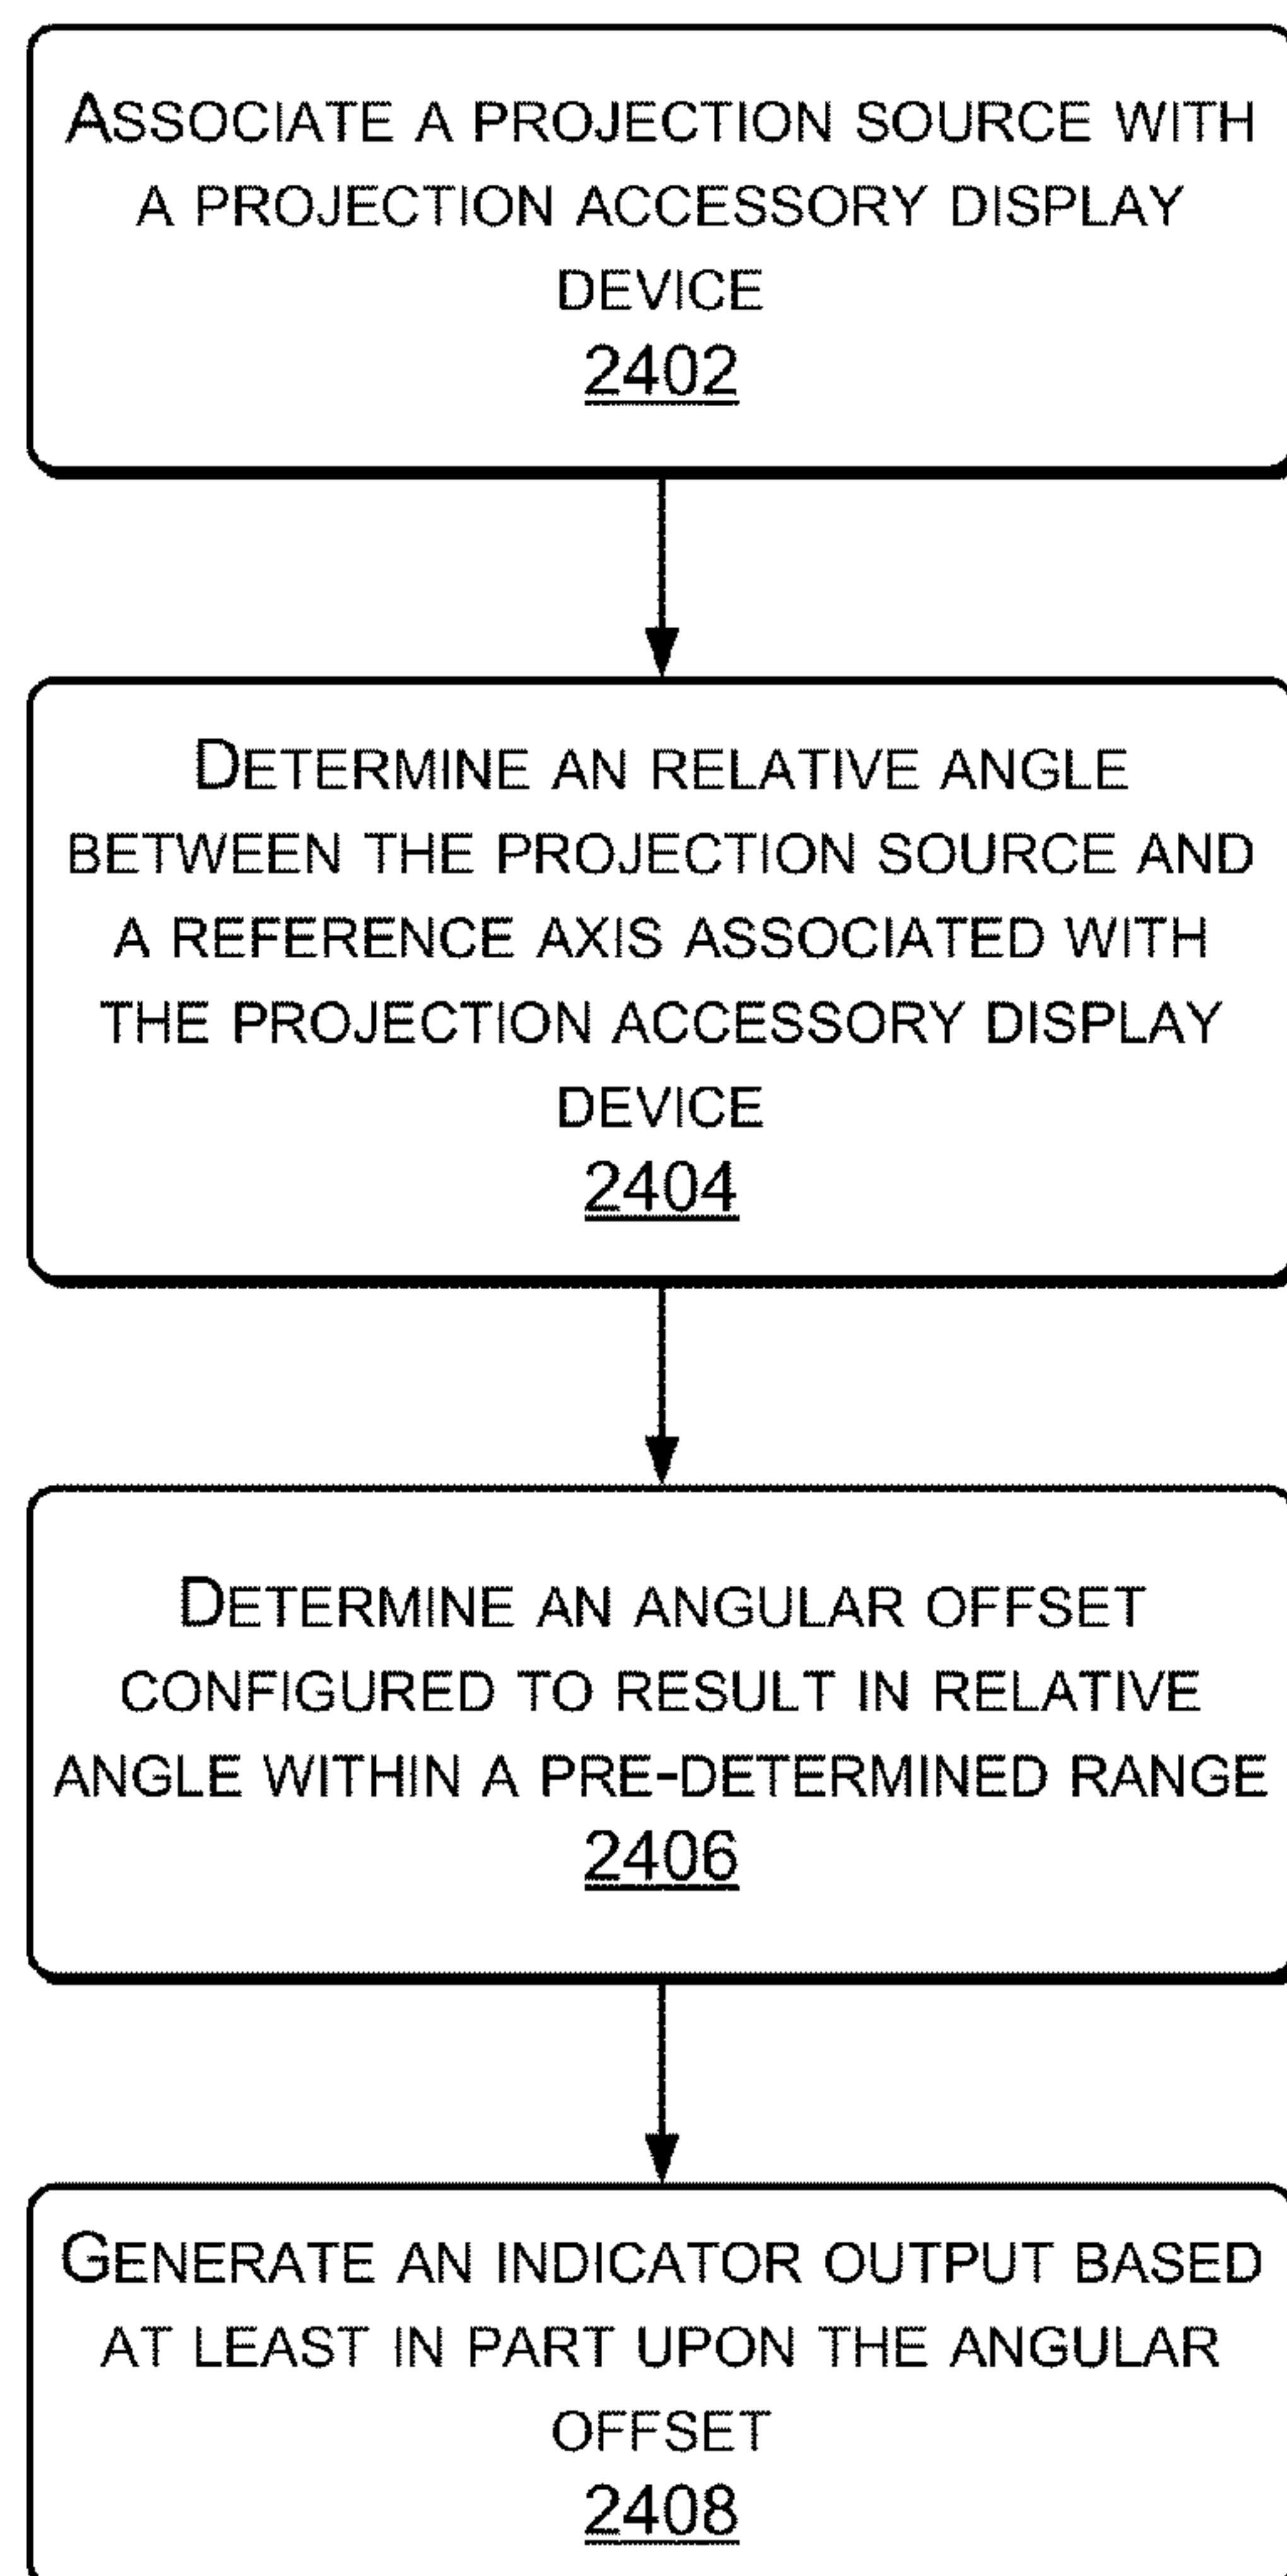 ASSOCIATE A PROJECTION SOURCE WITH
A PROJECTION ACCESSORY DISPLAY
DEVICE
2402
DETERMINE AN RELATIVE ANGLE
BETWEEN THE PROJECTION SOURCE AND
A REFERENCE AXIS ASSOCIATED WITH
THE PROJECTION ACCESSORY DISPLAY
DEVICE
2404
DETERMINE AN ANGULAR OFFSET
CONFIGURED TO RESULT IN RELATIVE
ANGLE WITHIN A PRE-DETERMINED RANGE
2406
GENERATE AN INDICATOR OUTPUT BASED
AT LEAST IN PART UPON THE ANGULAR
OFFSET
2408